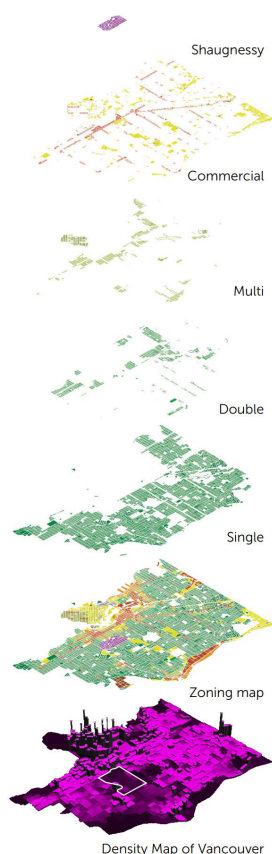 Shaugnessy
Commercial
Multi
Double
Single
Zoning map
Density Map of Vancouver